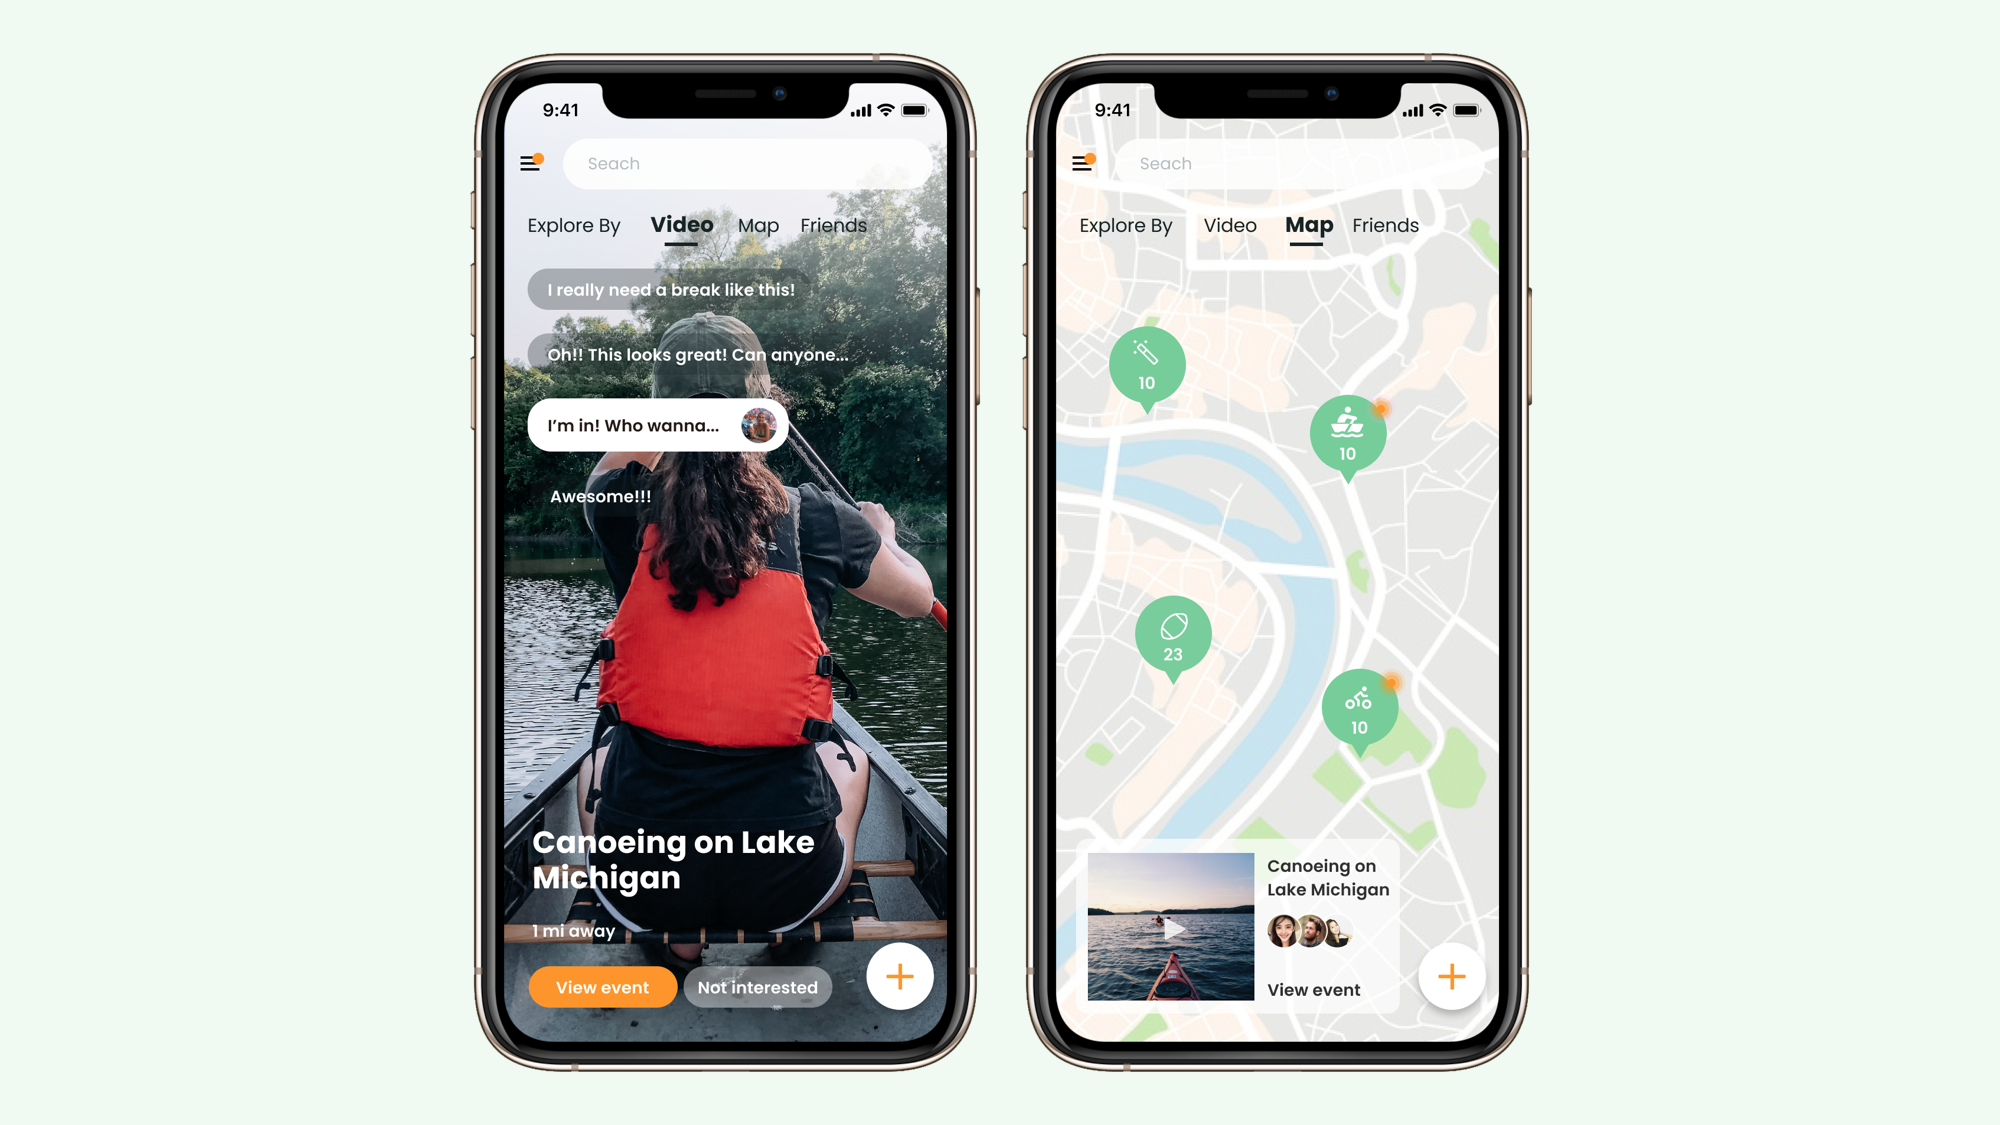 9:41
Seach
Explore By Video Map Friends
I really need a break like this!
Oh!! This looks great! Can anyone...
I'm in! Who wanna...
Awesome!!!
Canoeing on Lake
Michigan
1 mi away
View event Not interested
9:41
Seach
Explore By Video Map Friends
10
10
23
10
Canoeing on
Lake Michigan
View event